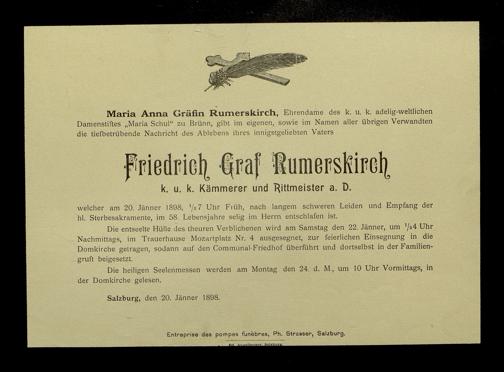 Maria Anna Gräfin Rumerskirch, Ehrendame des k. u. k. adelig-weltlichen
Damenstiftes „Maria Schul" zu Brünn, gibt im eigenen, sowie im Namen aller übrigen Verwandten
die tiefbetrübende Nachricht des Ablebens ihres innigstgeliebten Vaters
Friedrich Graf Rumerskirch
k. u. k. Kämmerer und Rittmeister a. D.
welcher am 20. Jänner 1898, 1/27 Uhr Früh, nach langem schweren Leiden und Empfang der
hl. Sterbesakramente, im 58. Lebensjahre selig im Herrn entschlafen ist.
Die entseelte Hülle des theuren Verblichenen wird am Samstag den 22. Jänner, um 1/24 Uhr
Nachmittags, im Trauerhause Mozartplatz Nr. 4 ausgesegnet, zur feierlichen Einsegnung in die
Domkirche getragen, sodann auf den Communal-Friedhof überführt und dortselbst in der Familien-
gruft beigesetzt.
Die heiligen Seelenmessen werden am Montag den 24. d. M., um 10 Uhr Vormittags, in
der Domkirche gelesen.
Salzburg, den 20. Jänner 1898.
Entreprise des pompes funèbres, Ph. Strasser, Salzburg.